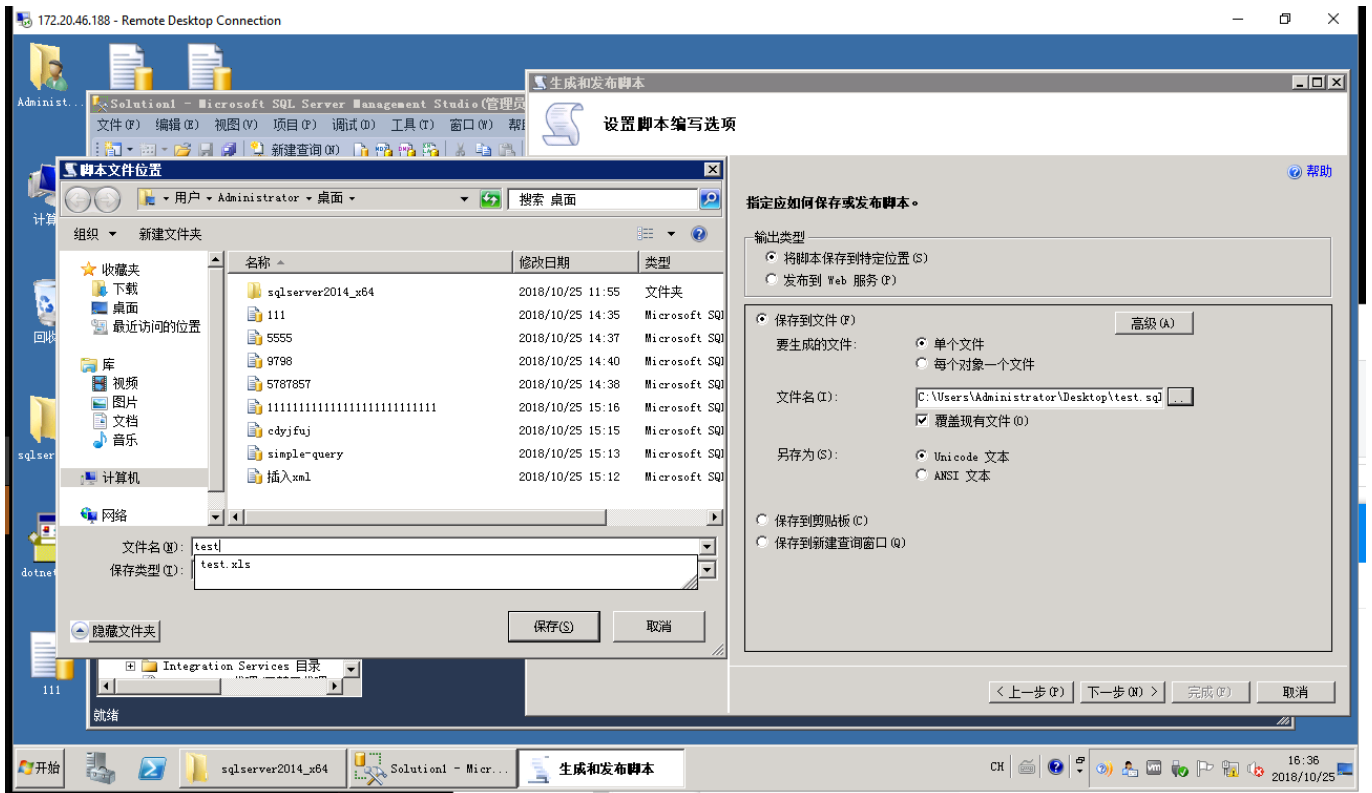 172.20.46.188 - Remote Desktop Connection
Administ...
Solution1 - Microsoft SQL Server Management Studio(管理员
文件(F) 编辑(E) 视图(V) 项目(P) 调试(D) 工具(T) 窗口(W)
新建查询(N)
生成和发布脚本
设置脚本编写选项
脚本文件位置
用户 Administrator 桌面
搜索 桌面
组织 新建文件夹
收藏夹
下载
桌面
最近访问的位置
库
视频
图片
文档
音乐
计算机
网络
名称 修改日期 类型
sqlserver2014_x64 2018/10/25 11:55 文件夹
111 2018/10/25 14:35 Microsoft SQL
5555 2018/10/25 14:37 Microsoft SQL
9798 2018/10/25 14:40 Microsoft SQL
5787857 2018/10/25 14:38 Microsoft SQL
11111111111111111111111111 2018/10/25 15:16 Microsoft SQL
cdyjfuj 2018/10/25 15:15 Microsoft SQL
simple-query 2018/10/25 15:13 Microsoft SQL
插入xml 2018/10/25 15:12 Microsoft SQL
文件名(N): test
保存类型(T):
test.xls
隐藏文件夹
保存(S) 取消
帮助
指定应如何保存或发布脚本。
输出类型
将脚本保存到特定位置(S)
发布到 Web 服务(P)
保存到文件(F) 高级(A)
要生成的文件: 单个文件
每个对象一个文件
文件名(I): C:\Users\Administrator\Desktop\test.sql ..
覆盖现有文件(O)
另存为(S): Unicode 文本
ANSI 文本
保存到剪贴板(C)
保存到新建查询窗口(Q)
< 上一步(P) 下一步(N) > 完成(F) 取消
计算
回收
sqlser
dotnet
111
Integration Services 目录
就绪
开始 sqlserver2014_x64 Solution1 - Micr... 生成和发布脚本
CH
16:36
2018/10/25